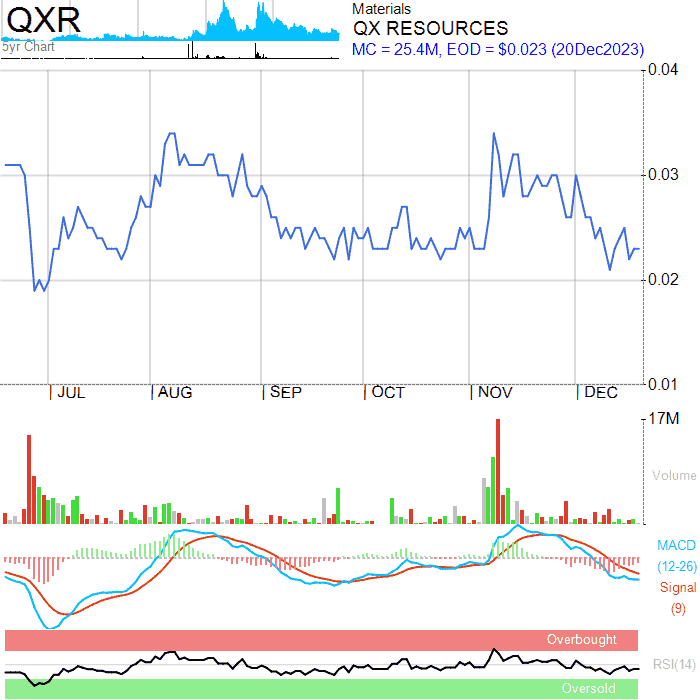 QXR
5yr Chart
Materials
QX RESOURCES
MC = 25.4M, EOD = $0.023 (20Dec2023)
0.04
0.03
0.02
0.01
JUL AUG SEP OCT NOV DEC
17M
Volume
MACD
(12-26)
Signal
(9)
Overbought
RSI(14)
Oversold